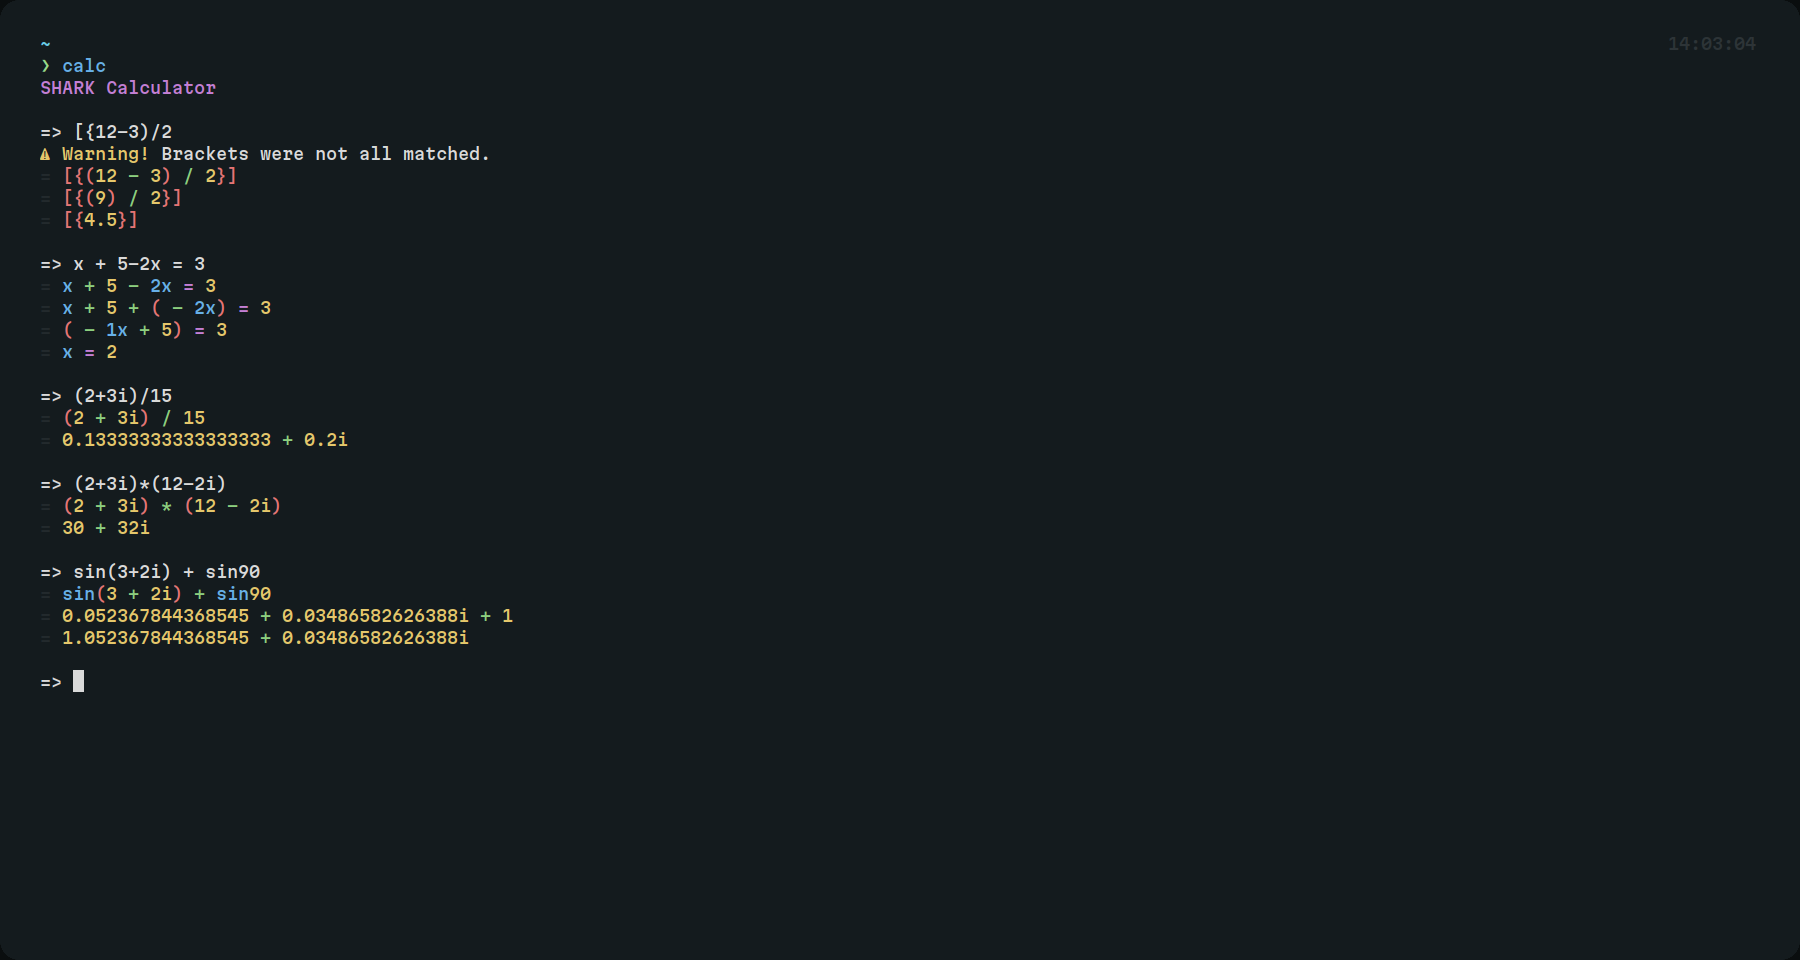 ~ 14:03:04
❯ calc
SHARK Calculator
=> [{12-3)/2
⚠ Warning! Brackets were not all matched.
= [{(12 - 3) / 2}]
= [{(9) / 2}]
= [{4.5}]
=> x + 5-2x = 3
= x + 5 - 2x = 3
= x + 5 + ( - 2x) = 3
= ( - 1x + 5) = 3
= x = 2
=> (2+3i)/15
= (2 + 3i) / 15
= 0.13333333333333333 + 0.2i
=> (2+3i)*(12-2i)
= (2 + 3i) * (12 - 2i)
= 30 + 32i
=> sin(3+2i) + sin90
= sin(3 + 2i) + sin90
= 0.052367844368545 + 0.03486582626388i + 1
= 1.052367844368545 + 0.03486582626388i
=>